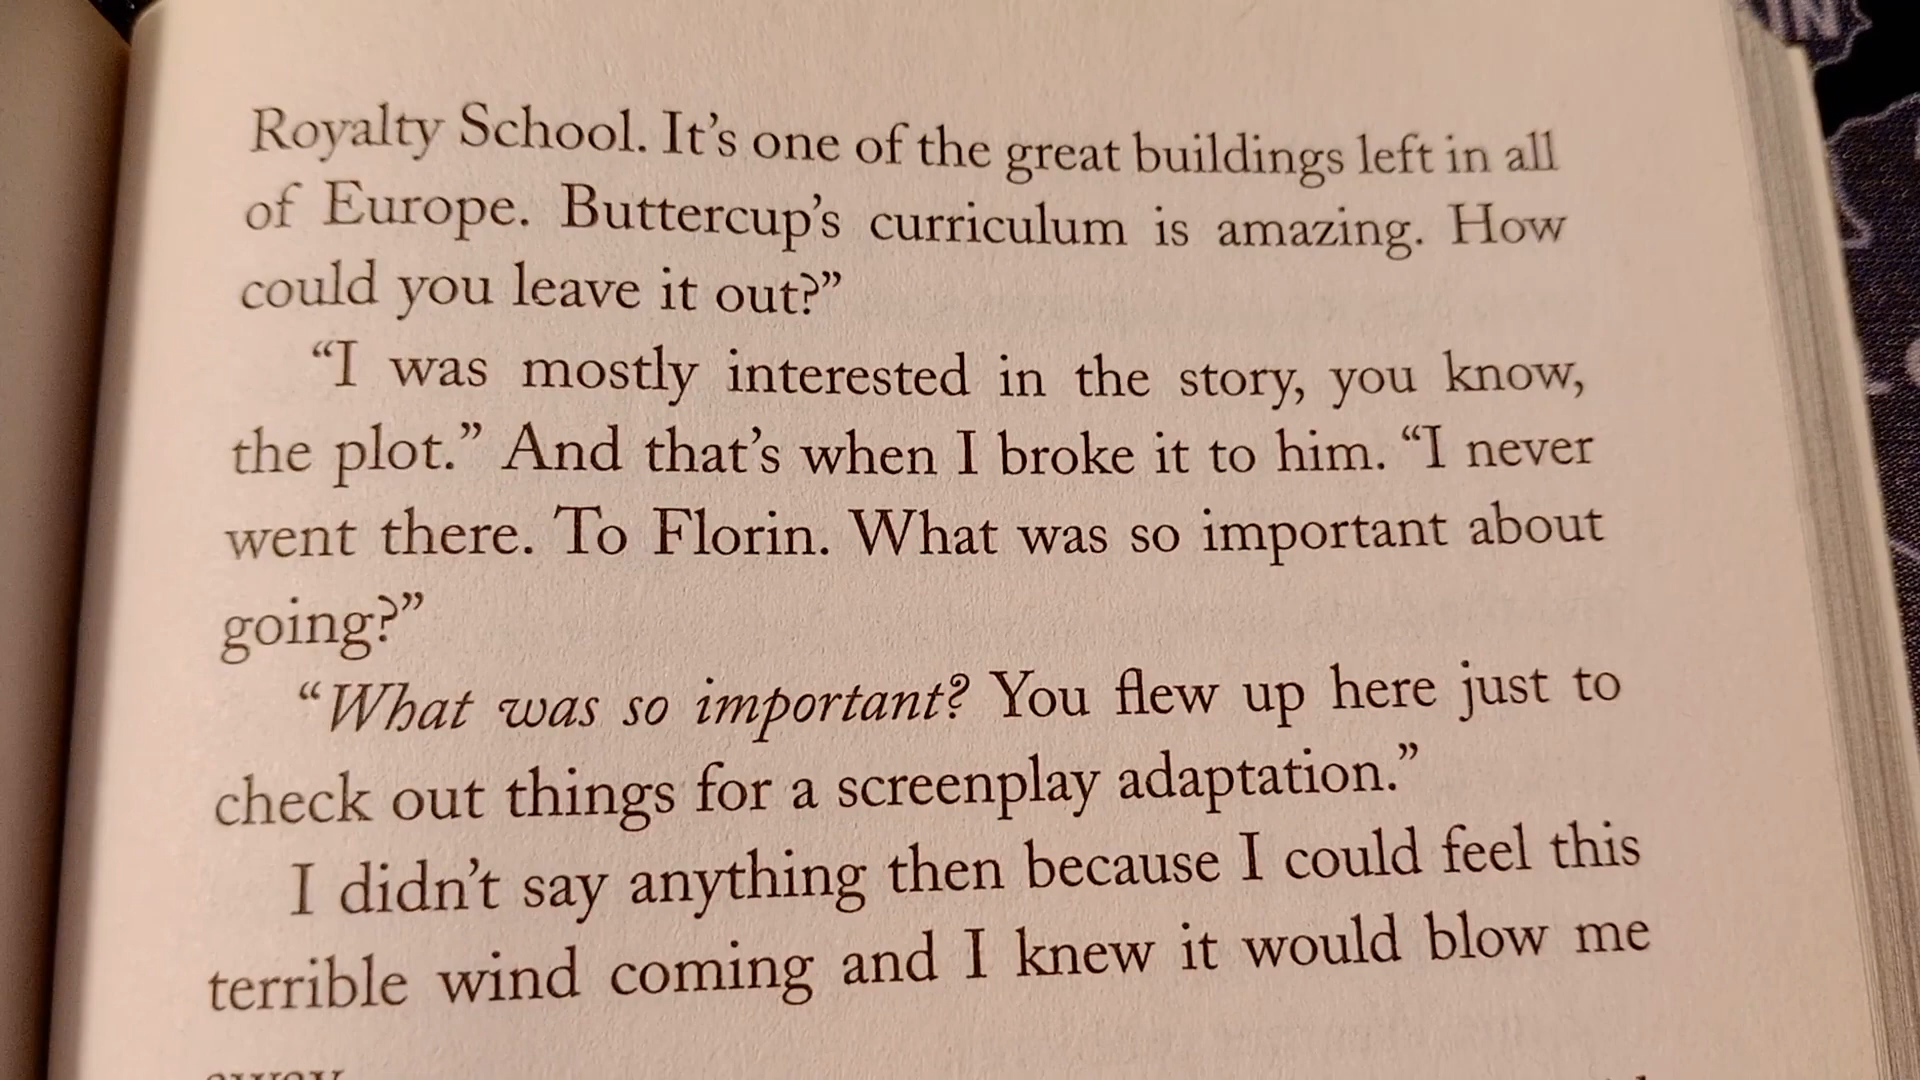 Royalty School. It’s one of the great buildings left in all
of Europe. Buttercup’s curriculum is amazing. How
could you leave it out?”
“I was mostly interested in the story, you know,
the plot.” And that’s when I broke it to him. “I never
went there. To Florin. What was so important about
going?”
“What was so important? You flew up here just to
check out things for a screenplay adaptation.”
I didn’t say anything then because I could feel this
terrible wind coming and I knew it would blow me